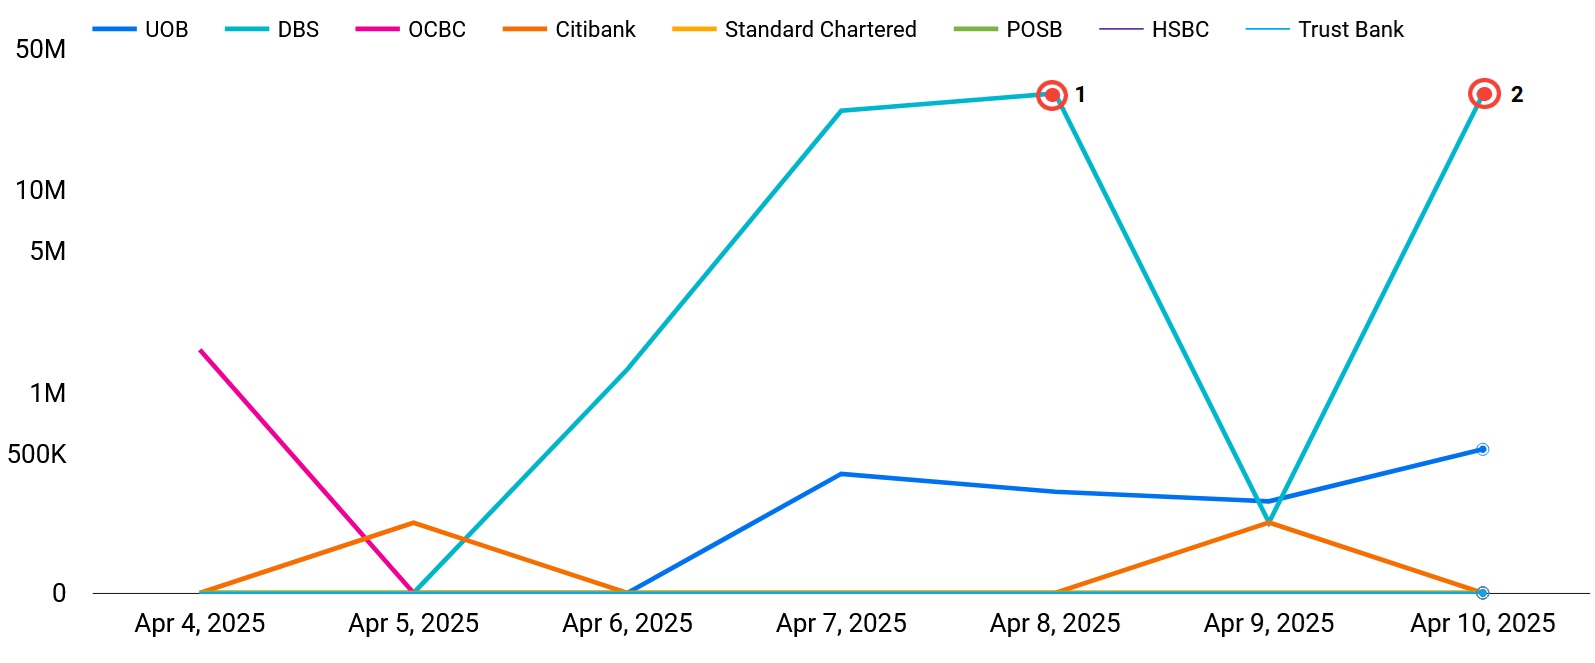 UOB DBS OCBC Citibank Standard Chartered POSB HSBC Trust Bank
50M
1 2
10M
5M
1M
500K
0
Apr 4, 2025 Apr 5, 2025 Apr 6, 2025 Apr 7, 2025 Apr 8, 2025 Apr 9, 2025 Apr 10, 2025